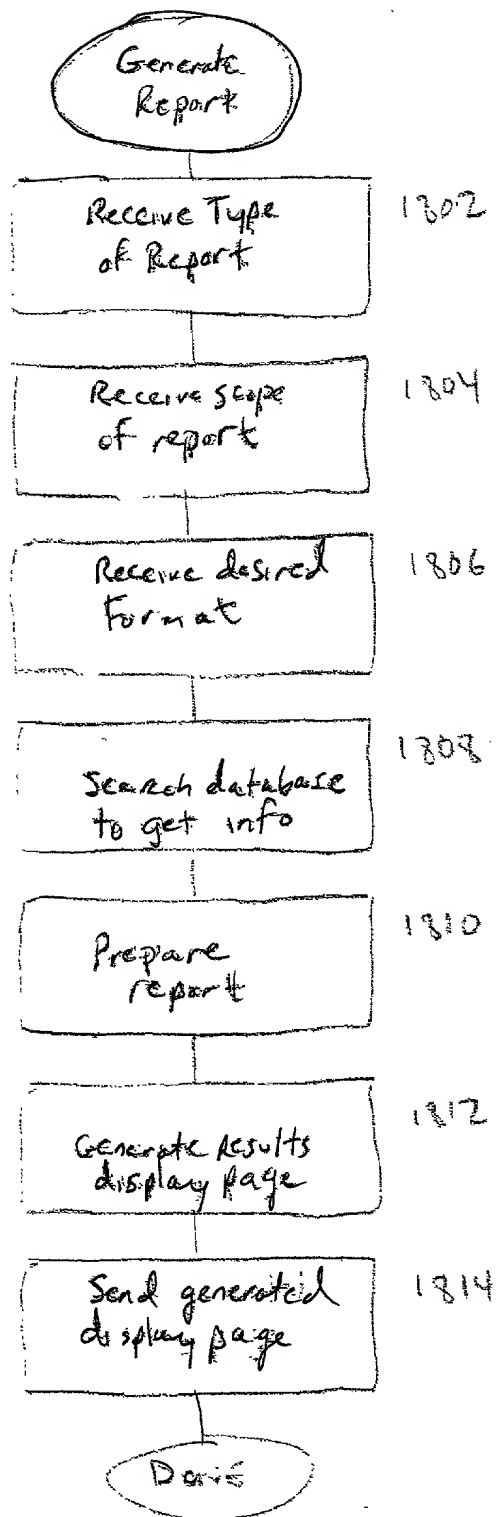 Generate
Report
Receive Type
of Report
1802
Receive scope
of report
1804
Receive desired
Format
1806
Search database
to get info
1808
Prepare
report
1810
Generate Results
display page
1812
Send generated
display page
1814
Done